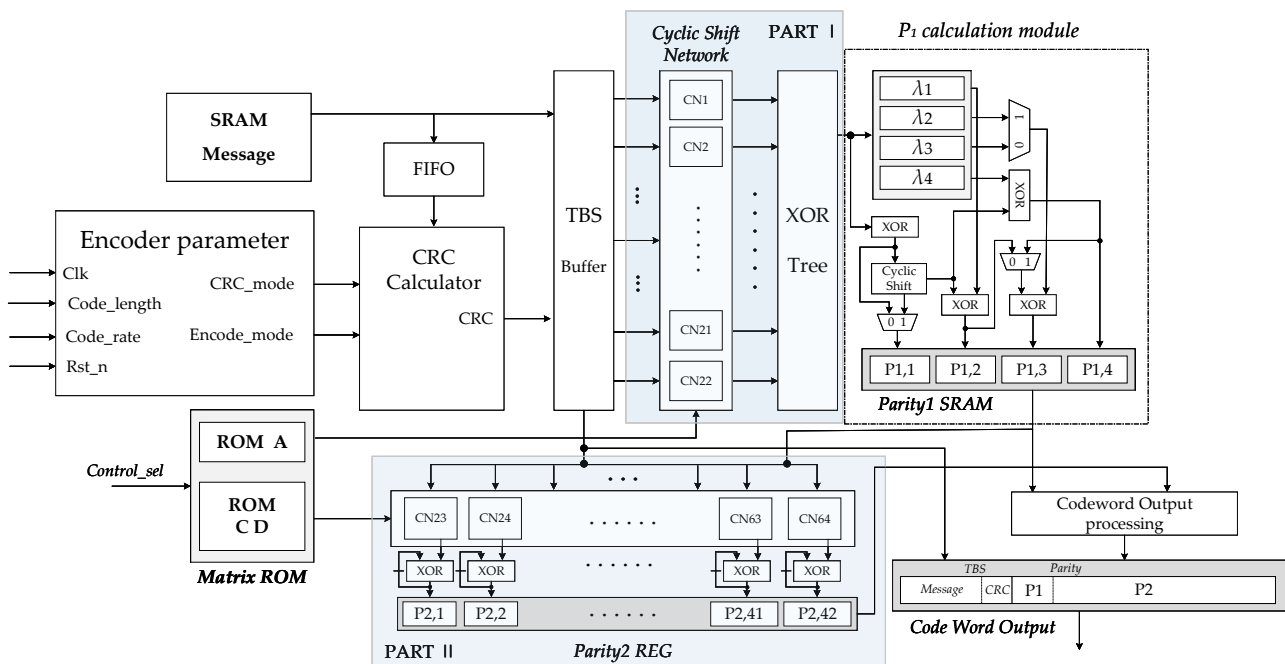 Cyclic Shift
Network
PART I
P1 calculation module
SRAM
Message
FIFO
Encoder parameter
Clk
Code_length
Code_rate
Rst_n
CRC_mode
Encode_mode
CRC
Calculator
CRC
TBS
Buffer
CN1
CN2
CN21
CN22
XOR
Tree
λ1
λ2
λ3
λ4
1
0
XOR
XOR
Cyclic
Shift
0 1
XOR
0 1
XOR
P1,1
P1,2
P1,3
P1,4
Parity1 SRAM
ROM A
Control_sel
ROM
C D
Matrix ROM
CN23
CN24
CN63
CN64
XOR
XOR
XOR
XOR
P2,1
P2,2
P2,41
P2,42
PART II
Parity2 REG
Codeword Output
processing
TBS
Parity
Message
CRC
P1
P2
Code Word Output